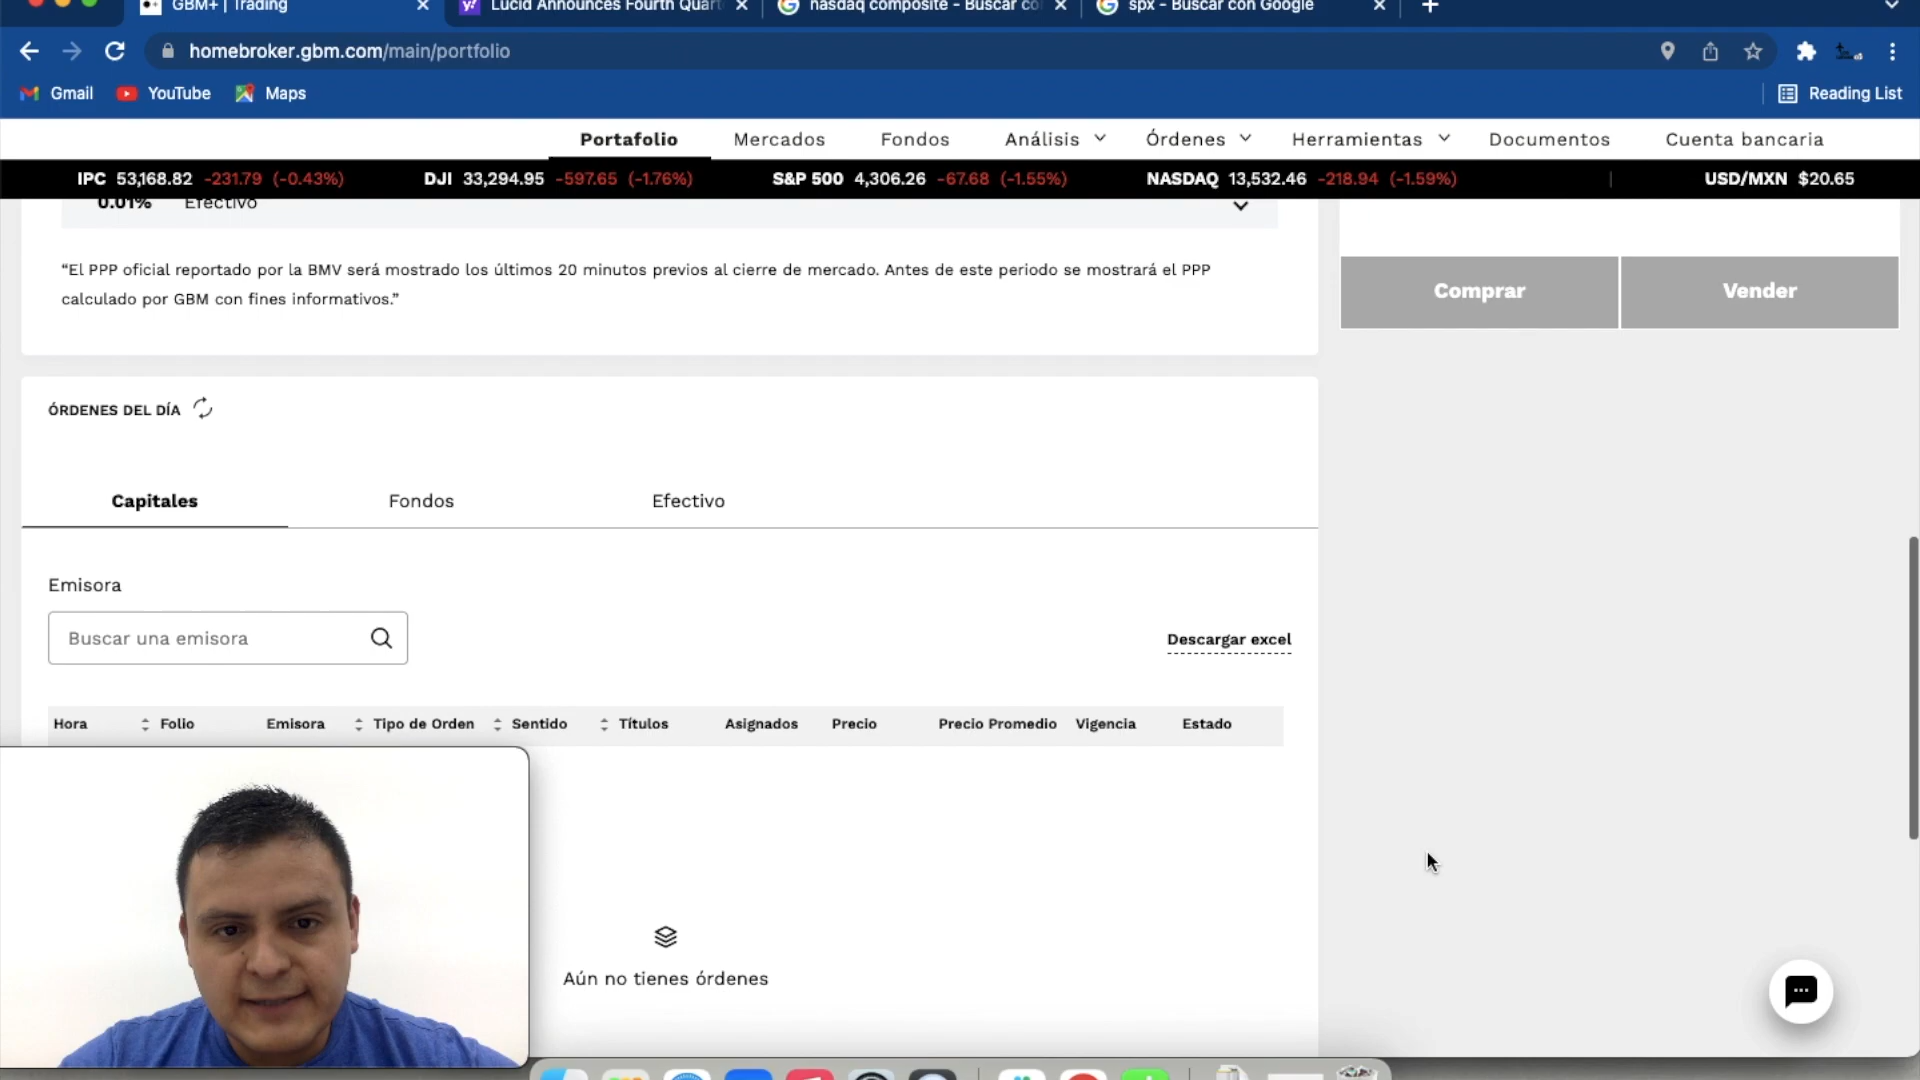 GBM+ | Trading
Lucid Announces Fourth Quart
nasdaq composite - Buscar co
spx - Buscar con Google
homebroker.gbm.com/main/portfolio
Gmail
YouTube
Maps
Reading List
Portafolio
Mercados
Fondos
Análisis
Órdenes
Herramientas
Documentos
Cuenta bancaria
IPC 53,168.82 -231.79 (-0.43%)
DJI 33,294.95 -597.65 (-1.76%)
S&P 500 4,306.26 -67.68 (-1.55%)
NASDAQ 13,532.46 -218.94 (-1.59%)
USD/MXN $20.65
0.01% Efectivo
“El PPP oficial reportado por la BMV será mostrado los últimos 20 minutos previos al cierre de mercado. Antes de este periodo se mostrará el PPP
calculado por GBM con fines informativos.”
Comprar
Vender
ÓRDENES DEL DÍA
Capitales
Fondos
Efectivo
Emisora
Buscar una emisora
Descargar excel
Hora
Folio
Emisora
Tipo de Orden
Sentido
Títulos
Asignados
Precio
Precio Promedio
Vigencia
Estado
Aún no tienes órdenes